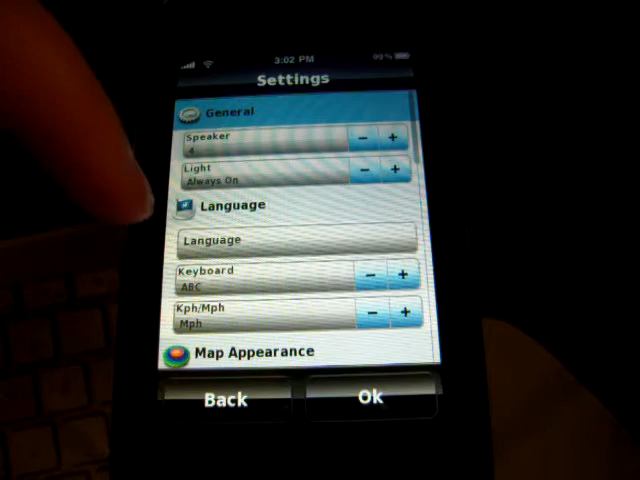 3:02 PM
99%
Settings
General
Speaker
4
− +
Light
Always On
− +
Language
Language
Keyboard
ABC
− +
Kph/Mph
Mph
− +
Map Appearance
Back
Ok